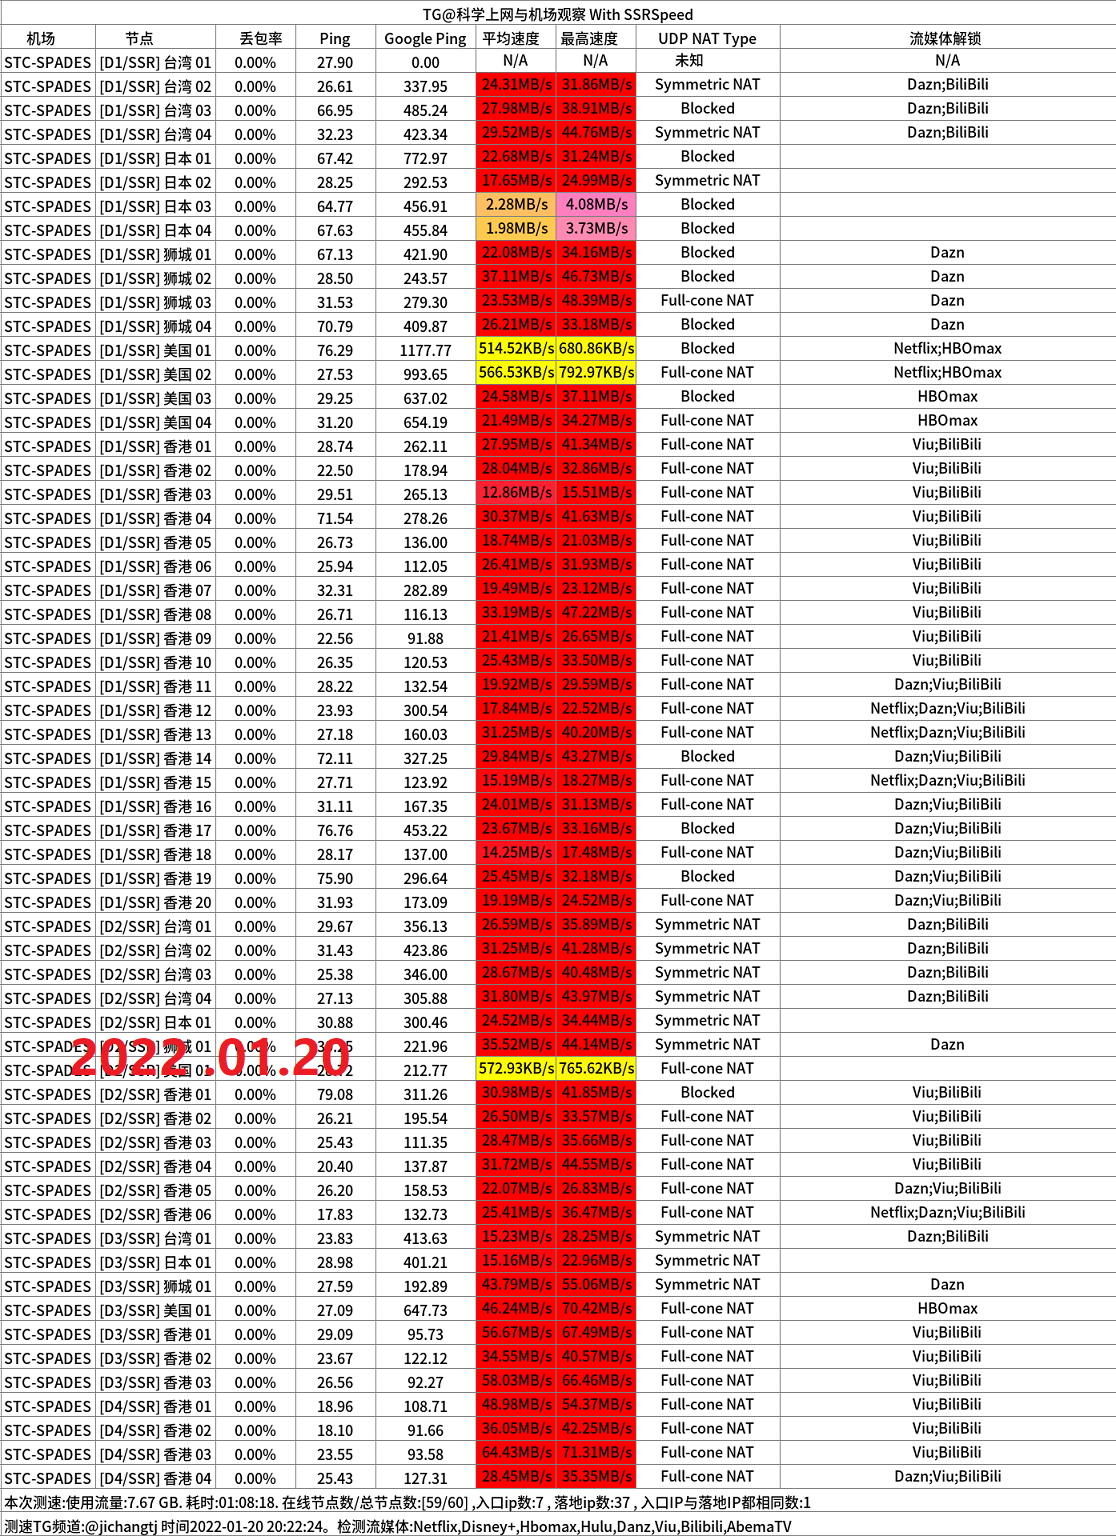 TG@科学上网与机场观察 With SSRSpeed
机场 节点 丢包率 Ping Google Ping 平均速度 最高速度 UDP NAT Type 流媒体解锁
STC-SPADES [D1/SSR] 台湾 01 0.00% 27.90 0.00 N/A N/A 未知 N/A
STC-SPADES [D1/SSR] 台湾 02 0.00% 26.61 337.95 24.31MB/s 31.86MB/s Symmetric NAT Dazn;BiliBili
STC-SPADES [D1/SSR] 台湾 03 0.00% 66.95 485.24 27.98MB/s 38.91MB/s Blocked Dazn;BiliBili
STC-SPADES [D1/SSR] 台湾 04 0.00% 32.23 423.34 29.52MB/s 44.76MB/s Symmetric NAT Dazn;BiliBili
STC-SPADES [D1/SSR] 日本 01 0.00% 67.42 772.97 22.68MB/s 31.24MB/s Blocked
STC-SPADES [D1/SSR] 日本 02 0.00% 28.25 292.53 17.65MB/s 24.99MB/s Symmetric NAT
STC-SPADES [D1/SSR] 日本 03 0.00% 64.77 456.91 2.28MB/s 4.08MB/s Blocked
STC-SPADES [D1/SSR] 日本 04 0.00% 67.63 455.84 1.98MB/s 3.73MB/s Blocked
STC-SPADES [D1/SSR] 狮城 01 0.00% 67.13 421.90 22.08MB/s 34.16MB/s Blocked Dazn
STC-SPADES [D1/SSR] 狮城 02 0.00% 28.50 243.57 37.11MB/s 46.73MB/s Blocked Dazn
STC-SPADES [D1/SSR] 狮城 03 0.00% 31.53 279.30 23.53MB/s 48.39MB/s Full-cone NAT Dazn
STC-SPADES [D1/SSR] 狮城 04 0.00% 70.79 409.87 26.21MB/s 33.18MB/s Blocked Dazn
STC-SPADES [D1/SSR] 美国 01 0.00% 76.29 1177.77 514.52KB/s 680.86KB/s Blocked Netflix;HBOmax
STC-SPADES [D1/SSR] 美国 02 0.00% 27.53 993.65 566.53KB/s 792.97KB/s Full-cone NAT Netflix;HBOmax
STC-SPADES [D1/SSR] 美国 03 0.00% 29.25 637.02 24.58MB/s 37.11MB/s Blocked HBOmax
STC-SPADES [D1/SSR] 美国 04 0.00% 31.20 654.19 21.49MB/s 34.27MB/s Full-cone NAT HBOmax
STC-SPADES [D1/SSR] 香港 01 0.00% 28.74 262.11 27.95MB/s 41.34MB/s Full-cone NAT Viu;BiliBili
STC-SPADES [D1/SSR] 香港 02 0.00% 22.50 178.94 28.04MB/s 32.86MB/s Full-cone NAT Viu;BiliBili
STC-SPADES [D1/SSR] 香港 03 0.00% 29.51 265.13 12.86MB/s 15.51MB/s Full-cone NAT Viu;BiliBili
STC-SPADES [D1/SSR] 香港 04 0.00% 71.54 278.26 30.37MB/s 41.63MB/s Full-cone NAT Viu;BiliBili
STC-SPADES [D1/SSR] 香港 05 0.00% 26.73 136.00 18.74MB/s 21.03MB/s Full-cone NAT Viu;BiliBili
STC-SPADES [D1/SSR] 香港 06 0.00% 25.94 112.05 26.41MB/s 31.93MB/s Full-cone NAT Viu;BiliBili
STC-SPADES [D1/SSR] 香港 07 0.00% 32.31 282.89 19.49MB/s 23.12MB/s Full-cone NAT Viu;BiliBili
STC-SPADES [D1/SSR] 香港 08 0.00% 26.71 116.13 33.19MB/s 47.22MB/s Full-cone NAT Viu;BiliBili
STC-SPADES [D1/SSR] 香港 09 0.00% 22.56 91.88 21.41MB/s 26.65MB/s Full-cone NAT Viu;BiliBili
STC-SPADES [D1/SSR] 香港 10 0.00% 26.35 120.53 25.43MB/s 33.50MB/s Full-cone NAT Viu;BiliBili
STC-SPADES [D1/SSR] 香港 11 0.00% 28.22 132.54 19.92MB/s 29.59MB/s Full-cone NAT Dazn;Viu;BiliBili
STC-SPADES [D1/SSR] 香港 12 0.00% 23.93 300.54 17.84MB/s 22.52MB/s Full-cone NAT Netflix;Dazn;Viu;BiliBili
STC-SPADES [D1/SSR] 香港 13 0.00% 27.18 160.03 31.25MB/s 40.20MB/s Full-cone NAT Netflix;Dazn;Viu;BiliBili
STC-SPADES [D1/SSR] 香港 14 0.00% 72.11 327.25 29.84MB/s 43.27MB/s Blocked Dazn;Viu;BiliBili
STC-SPADES [D1/SSR] 香港 15 0.00% 27.71 123.92 15.19MB/s 18.27MB/s Full-cone NAT Netflix;Dazn;Viu;BiliBili
STC-SPADES [D1/SSR] 香港 16 0.00% 31.11 167.35 24.01MB/s 31.13MB/s Full-cone NAT Dazn;Viu;BiliBili
STC-SPADES [D1/SSR] 香港 17 0.00% 76.76 453.22 23.67MB/s 33.16MB/s Blocked Dazn;Viu;BiliBili
STC-SPADES [D1/SSR] 香港 18 0.00% 28.17 137.00 14.25MB/s 17.48MB/s Full-cone NAT Dazn;Viu;BiliBili
STC-SPADES [D1/SSR] 香港 19 0.00% 75.90 296.64 25.45MB/s 32.18MB/s Blocked Dazn;Viu;BiliBili
STC-SPADES [D1/SSR] 香港 20 0.00% 31.93 173.09 19.19MB/s 24.52MB/s Full-cone NAT Dazn;Viu;BiliBili
STC-SPADES [D2/SSR] 台湾 01 0.00% 29.67 356.13 26.59MB/s 35.89MB/s Symmetric NAT Dazn;BiliBili
STC-SPADES [D2/SSR] 台湾 02 0.00% 31.43 423.86 31.25MB/s 41.28MB/s Symmetric NAT Dazn;BiliBili
STC-SPADES [D2/SSR] 台湾 03 0.00% 25.38 346.00 28.67MB/s 40.48MB/s Symmetric NAT Dazn;BiliBili
STC-SPADES [D2/SSR] 台湾 04 0.00% 27.13 305.88 31.80MB/s 43.97MB/s Symmetric NAT Dazn;BiliBili
STC-SPADES [D2/SSR] 日本 01 0.00% 30.88 300.46 24.52MB/s 34.44MB/s Symmetric NAT
STC-SPADES [D2/SSR] 狮城 01 0.00% 221.96 35.52MB/s 44.14MB/s Symmetric NAT Dazn
2022 .01.20
STC-SPADES [D2/SSR] 美国 01 0.00% 212.77 572.93KB/s 765.62KB/s Full-cone NAT
STC-SPADES [D2/SSR] 香港 01 0.00% 79.08 311.26 30.98MB/s 41.85MB/s Blocked Viu;BiliBili
STC-SPADES [D2/SSR] 香港 02 0.00% 26.21 195.54 26.50MB/s 33.57MB/s Full-cone NAT Viu;BiliBili
STC-SPADES [D2/SSR] 香港 03 0.00% 25.43 111.35 28.47MB/s 35.66MB/s Full-cone NAT Viu;BiliBili
STC-SPADES [D2/SSR] 香港 04 0.00% 20.40 137.87 31.72MB/s 44.55MB/s Full-cone NAT Viu;BiliBili
STC-SPADES [D2/SSR] 香港 05 0.00% 26.20 158.53 22.07MB/s 26.83MB/s Full-cone NAT Dazn;Viu;BiliBili
STC-SPADES [D2/SSR] 香港 06 0.00% 17.83 132.73 25.41MB/s 36.47MB/s Full-cone NAT Netflix;Dazn;Viu;BiliBili
STC-SPADES [D3/SSR] 台湾 01 0.00% 23.83 413.63 15.23MB/s 28.25MB/s Symmetric NAT Dazn;BiliBili
STC-SPADES [D3/SSR] 日本 01 0.00% 28.98 401.21 15.16MB/s 22.96MB/s Symmetric NAT
STC-SPADES [D3/SSR] 狮城 01 0.00% 27.59 192.89 43.79MB/s 55.06MB/s Symmetric NAT Dazn
STC-SPADES [D3/SSR] 美国 01 0.00% 27.09 647.73 46.24MB/s 70.42MB/s Full-cone NAT HBOmax
STC-SPADES [D3/SSR] 香港 01 0.00% 29.09 95.73 56.67MB/s 67.49MB/s Full-cone NAT Viu;BiliBili
STC-SPADES [D3/SSR] 香港 02 0.00% 23.67 122.12 34.55MB/s 40.57MB/s Full-cone NAT Viu;BiliBili
STC-SPADES [D3/SSR] 香港 03 0.00% 26.56 92.27 58.03MB/s 66.46MB/s Full-cone NAT Viu;BiliBili
STC-SPADES [D4/SSR] 香港 01 0.00% 18.96 108.71 48.98MB/s 54.37MB/s Full-cone NAT Viu;BiliBili
STC-SPADES [D4/SSR] 香港 02 0.00% 18.10 91.66 36.05MB/s 42.25MB/s Full-cone NAT Viu;BiliBili
STC-SPADES [D4/SSR] 香港 03 0.00% 23.55 93.58 64.43MB/s 71.31MB/s Full-cone NAT Viu;BiliBili
STC-SPADES [D4/SSR] 香港 04 0.00% 25.43 127.31 28.45MB/s 35.35MB/s Full-cone NAT Dazn;Viu;BiliBili
本次测速:使用流量:7.67 GB. 耗时:01:08:18. 在线节点数/总节点数:[59/60] ,入口ip数:7 , 落地ip数:37 , 入口IP与落地IP都相同数:1
测速TG频道:@jichangtj 时间2022-01-20 20:22:24。检测流媒体:Netflix,Disney+,Hbomax,Hulu,Danz,Viu,Bilibili,AbemaTV